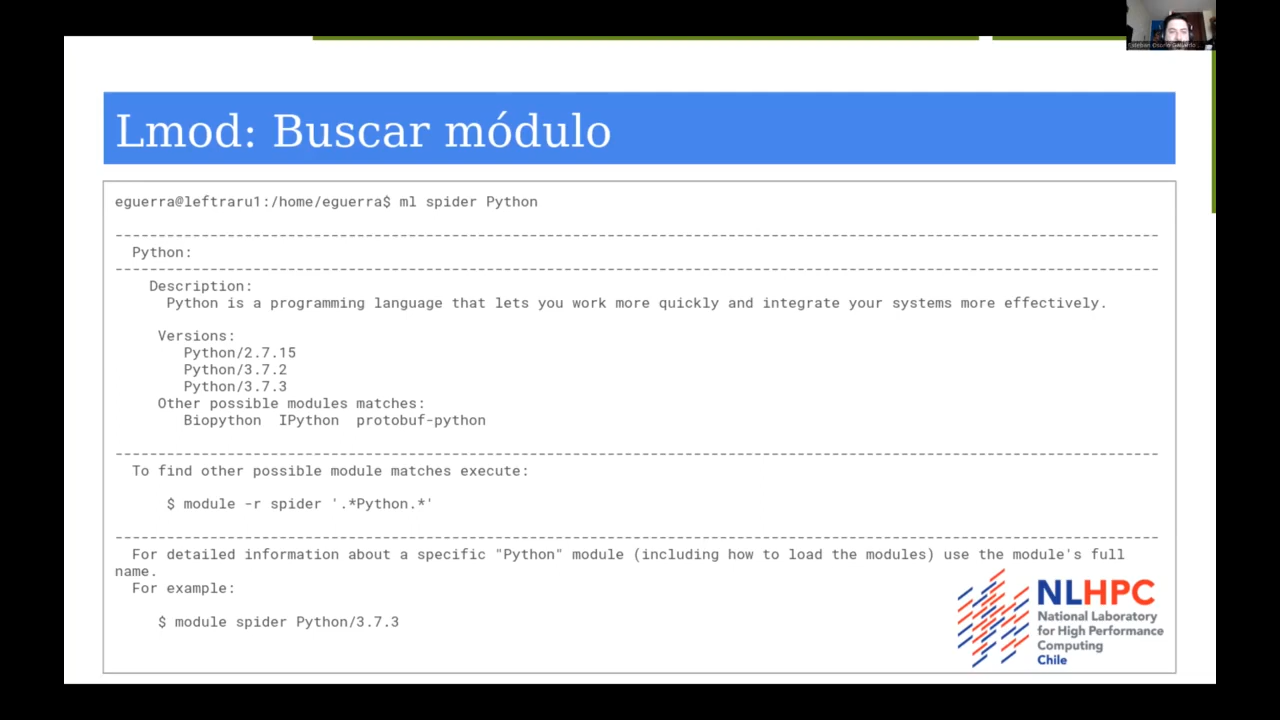 Esteban Osorio Gallardo
Lmod: Buscar módulo
eguerra@leftraru1:/home/eguerra$ ml spider Python
-------------------------------------------------------------------------------------------------------------------------
Python:
-------------------------------------------------------------------------------------------------------------------------
Description:
Python is a programming language that lets you work more quickly and integrate your systems more effectively.
Versions:
Python/2.7.15
Python/3.7.2
Python/3.7.3
Other possible modules matches:
Biopython  IPython  protobuf-python
-------------------------------------------------------------------------------------------------------------------------
To find other possible module matches execute:
$ module -r spider '.*Python.*'
-------------------------------------------------------------------------------------------------------------------------
For detailed information about a specific "Python" module (including how to load the modules) use the module's full
name.
For example:
$ module spider Python/3.7.3
NLHPC
National Laboratory
for High Performance
Computing
Chile